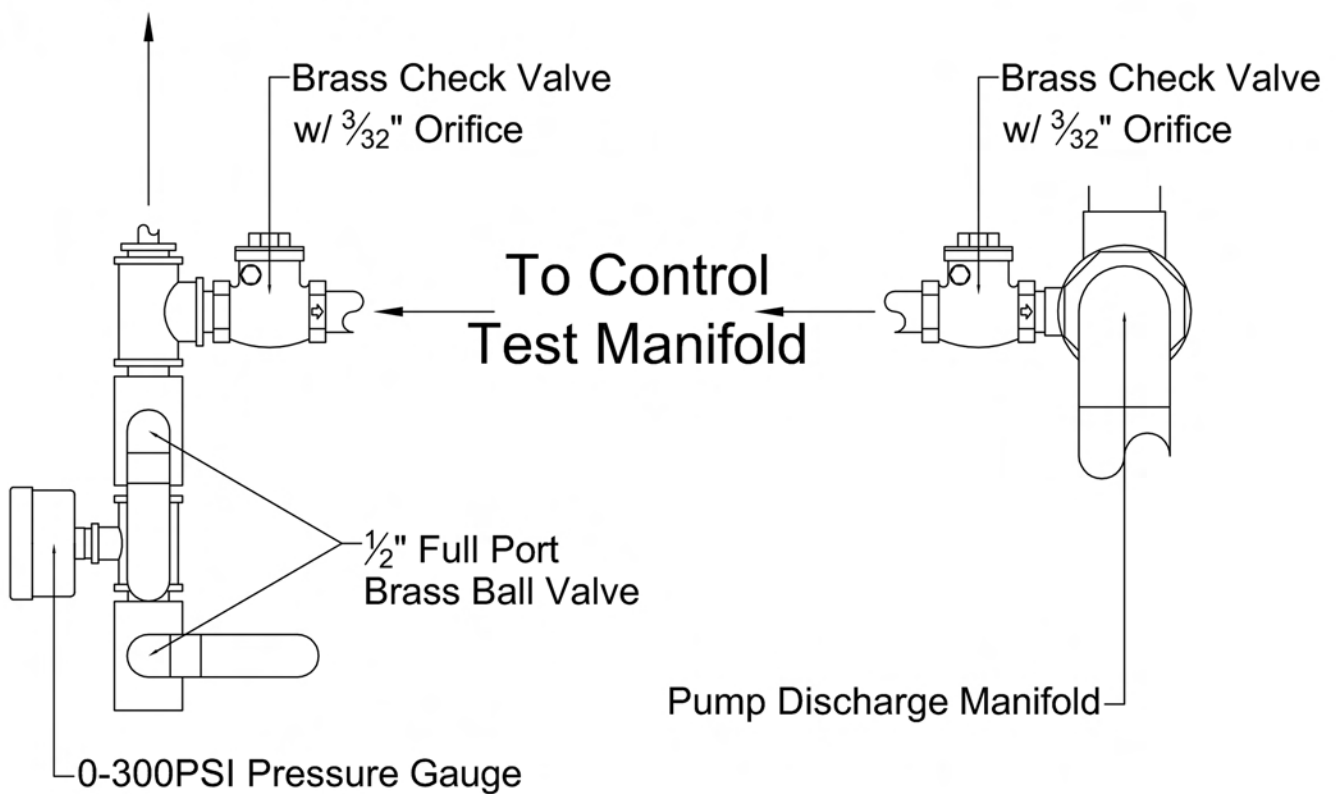 Brass Check Valve
w/ 3⁄32" Orifice
Brass Check Valve
w/ 3⁄32" Orifice
To Control
Test Manifold
½" Full Port
Brass Ball Valve
Pump Discharge Manifold
0-300PSI Pressure Gauge